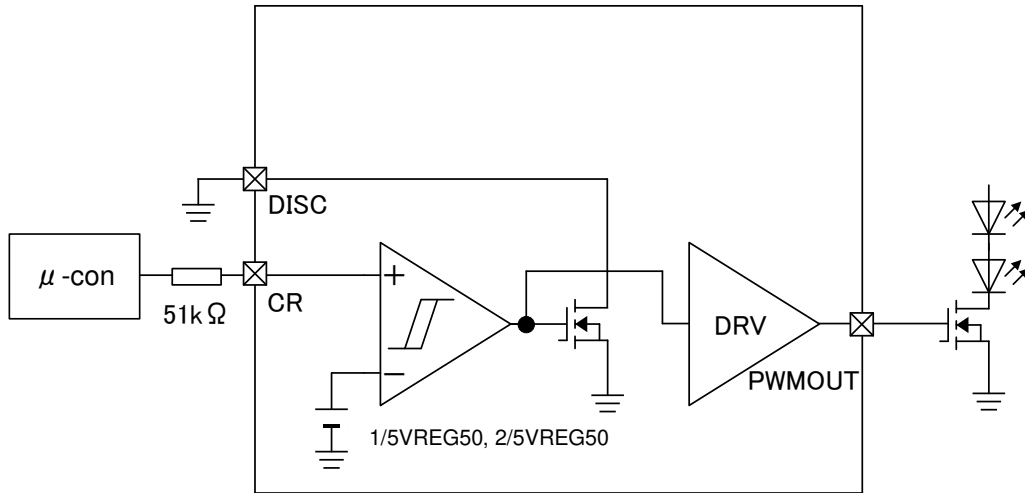 DISC
μ-con
51kΩ
CR
+
−
DRV
PWMOUT
1/5VREG50, 2/5VREG50